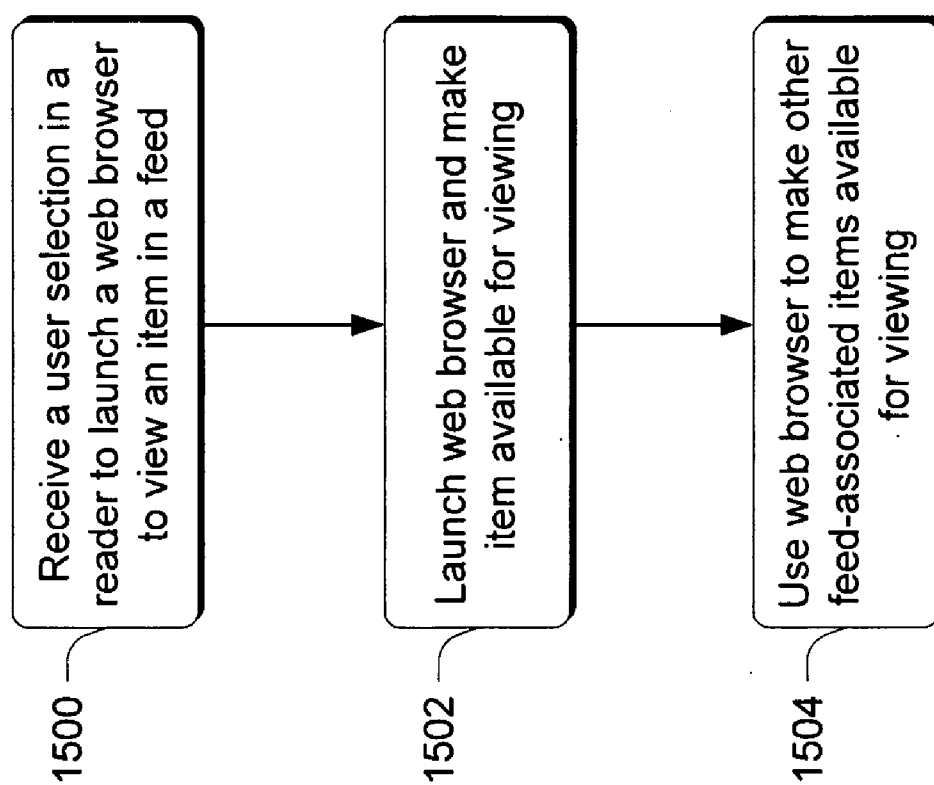 1500
Receive a user selection in a
reader to launch a web browser
to view an item in a feed
1502
Launch web browser and make
item available for viewing
1504
Use web browser to make other
feed-associated items available
for viewing